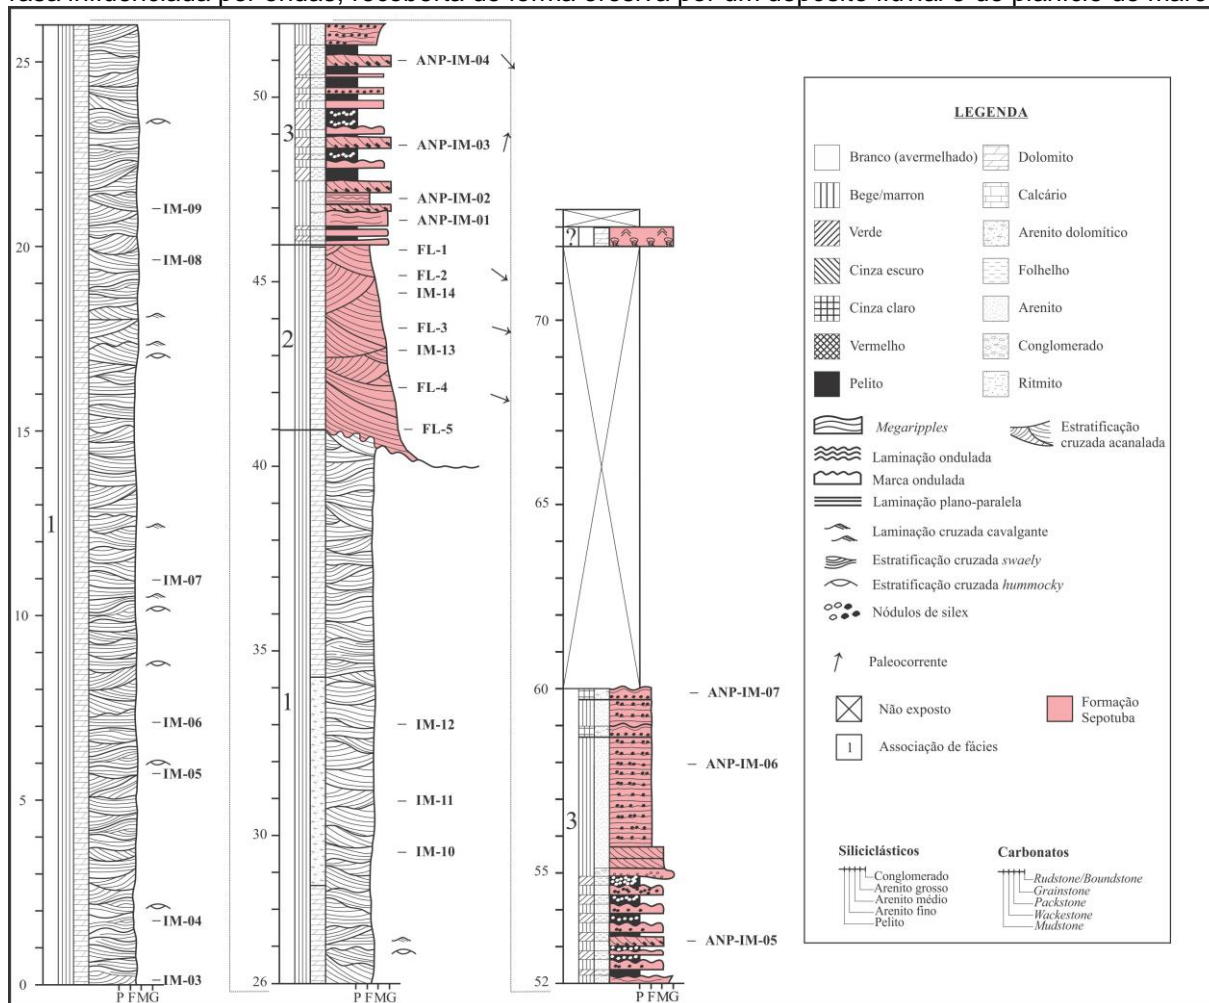 rasa influenciada por ondas, recoberta de forma erosiva por um depósito fluvial e de planície de maré
25
20
15
10
5
0
1
IM-09
IM-08
IM-07
IM-06
IM-05
IM-04
IM-03
P F M G
50
45
40
35
30
26
3
2
1
ANP-IM-04
ANP-IM-03
ANP-IM-02
ANP-IM-01
FL-1
FL-2
IM-14
FL-3
IM-13
FL-4
FL-5
IM-12
IM-11
IM-10
P F M G
?
70
65
60
55
52
3
ANP-IM-07
ANP-IM-06
ANP-IM-05
P F M G
LEGENDA
Branco (avermelhado)
Dolomito
Bege/marron
Calcário
Verde
Arenito dolomítico
Cinza escuro
Folhelho
Cinza claro
Arenito
Vermelho
Conglomerado
Pelito
Ritmito
Megaripples
Estratificação
cruzada acanalada
Laminação ondulada
Marca ondulada
Laminação plano-paralela
Laminação cruzada cavalgante
Estratificação cruzada swaely
Estratificação cruzada hummocky
Nódulos de silex
Paleocorrente
Não exposto
Formação
Sepotuba
1
Associação de fácies
Siliciclásticos
Conglomerado
Arenito grosso
Arenito médio
Arenito fino
Pelito
Carbonatos
Rudstone/Boundstone
Grainstone
Packstone
Wackestone
Mudstone